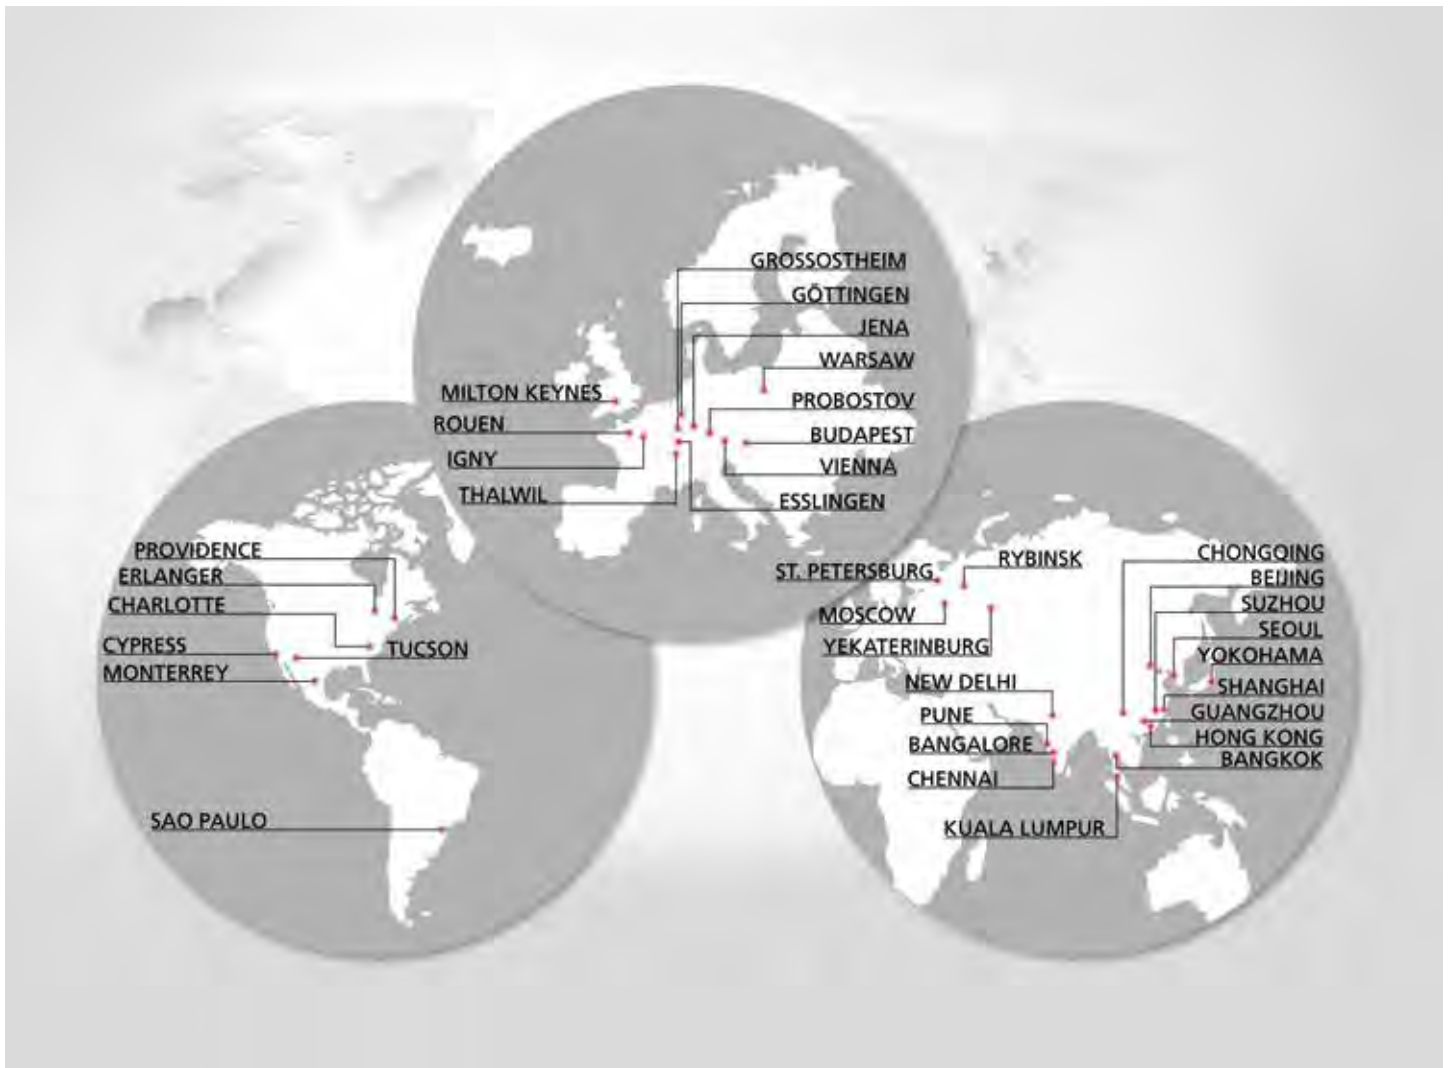 GROSSOSTHEIM
GÖTTINGEN
JENA
WARSAW
MILTON KEYNES
PROBOSTOV
ROUEN
BUDAPEST
IGNY
VIENNA
THALWIL
ESSLINGEN
PROVIDENCE
ERLANGER
CHARLOTTE
CYPRESS
TUCSON
MONTERREY
SAO PAULO
ST. PETERSBURG
RYBINSK
MOSCOW
YEKATERINBURG
NEW DELHI
PUNE
BANGALORE
CHENNAI
KUALA LUMPUR
CHONGQING
BEIJING
SUZHOU
SEOUL
YOKOHAMA
SHANGHAI
GUANGZHOU
HONG KONG
BANGKOK